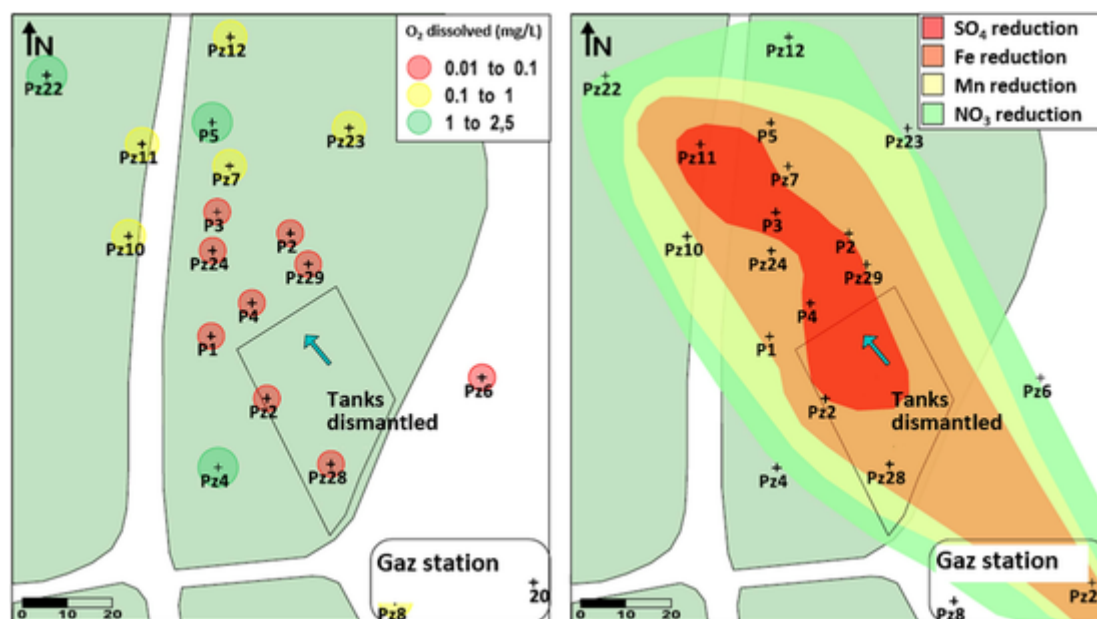 N
O₂ dissolved (mg/L)
0.01 to 0.1
0.1 to 1
1 to 2,5
Pz12
Pz22
P5
Pz23
Pz11
Pz7
P3
Pz10
P2
Pz24
Pz29
P4
P1
Pz6
Tanks
dismantled
Pz2
Pz4
Pz28
Gaz station
20
Pz8
0 10 20
N
SO₄ reduction
Fe reduction
Mn reduction
NO₃ reduction
Pz12
Pz22
P5
Pz23
Pz11
Pz7
P3
Pz10
P2
Pz24
Pz29
P4
P1
Pz6
Tanks
dismantled
Pz2
Pz4
Pz28
Gaz station
Pz2
Pz8
0 10 20